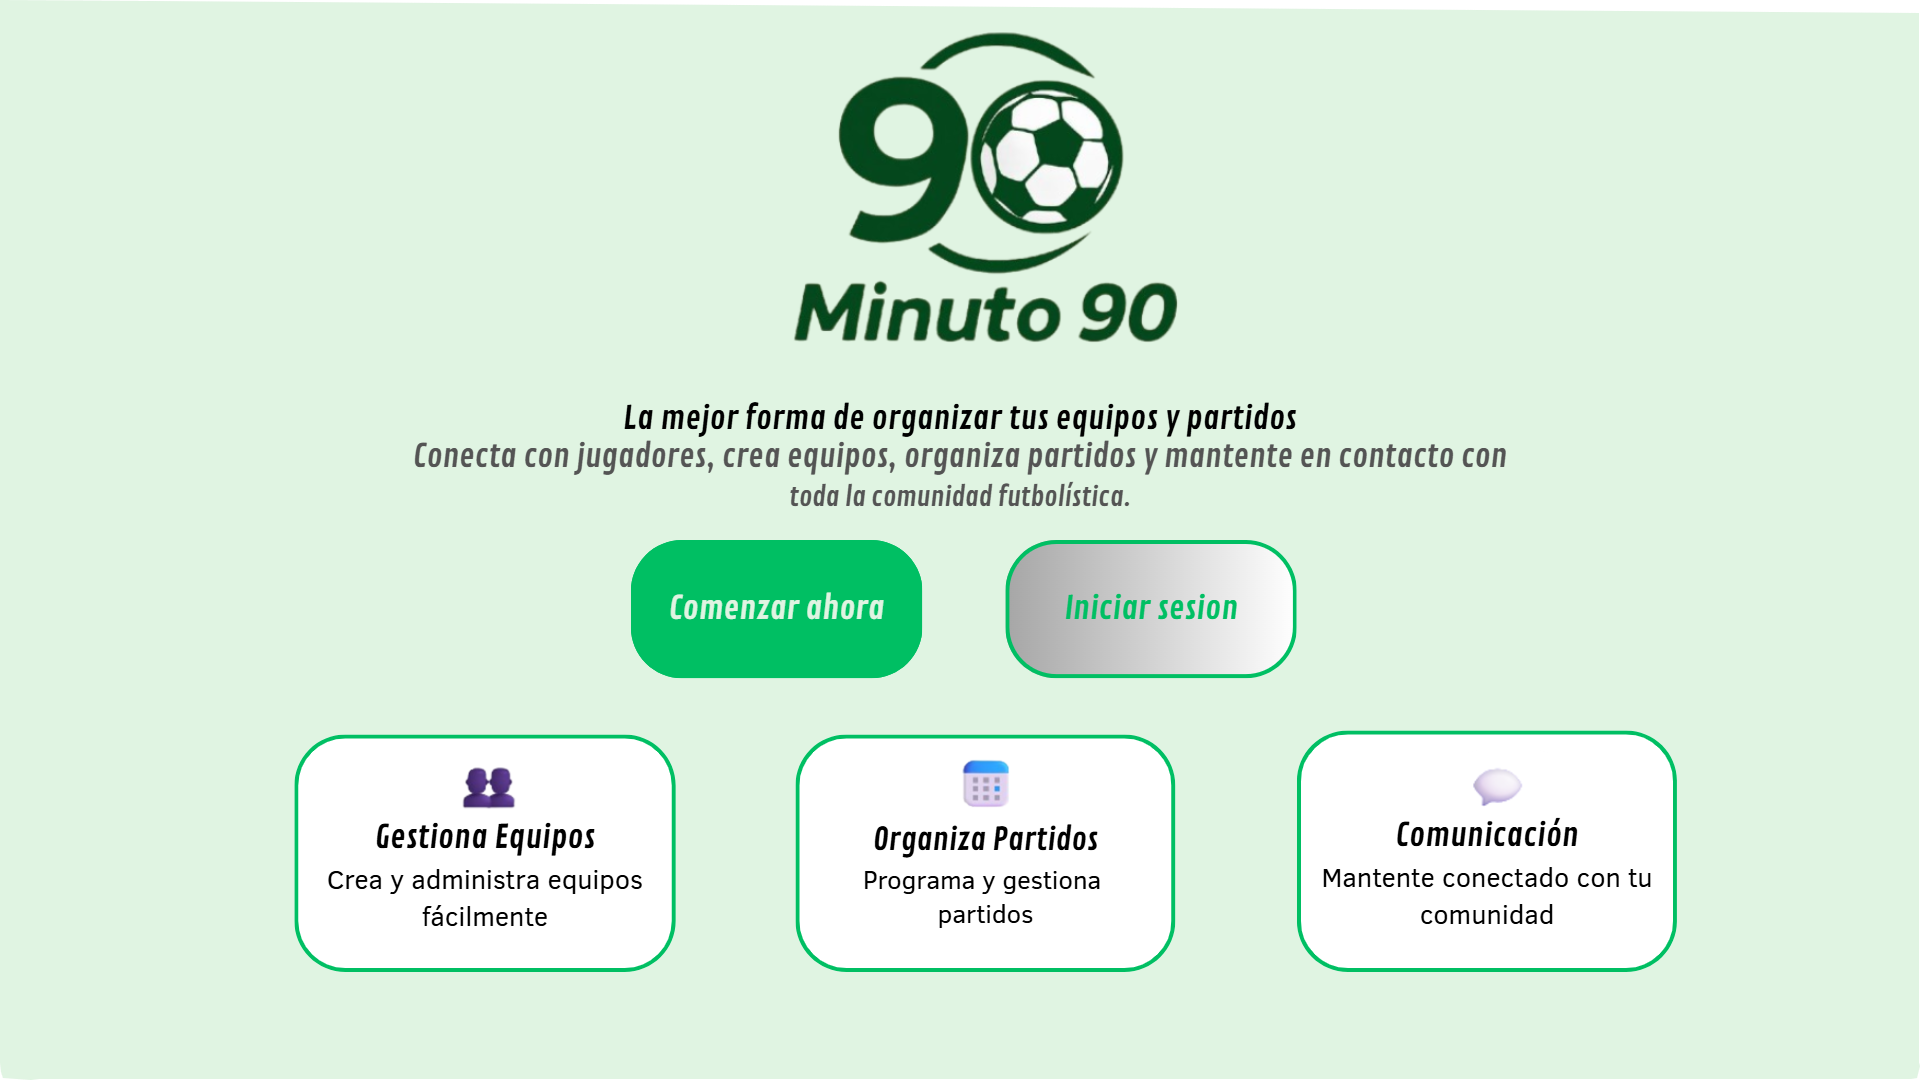 90
Minuto 90
La mejor forma de organizar tus equipos y partidos
Conecta con jugadores, crea equipos, organiza partidos y mantente en contacto con
toda la comunidad futbolística.
Comenzar ahora
Iniciar sesion
Gestiona Equipos
Crea y administra equipos
fácilmente
Organiza Partidos
Programa y gestiona
partidos
Comunicación
Mantente conectado con tu
comunidad